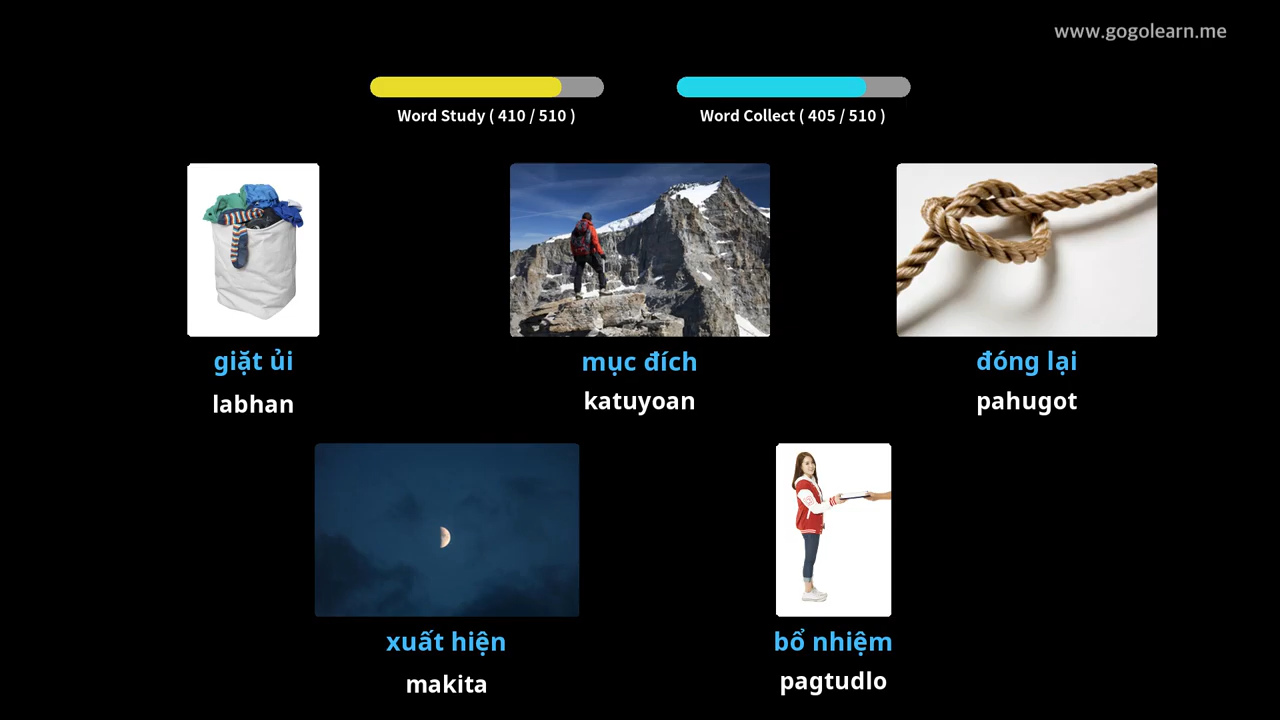 www.gogolearn.me
Word Study ( 410 / 510 )
Word Collect ( 405 / 510 )
giặt ủi
labhan
mục đích
katuyoan
đóng lại
pahugot
xuất hiện
makita
bổ nhiệm
pagtudlo